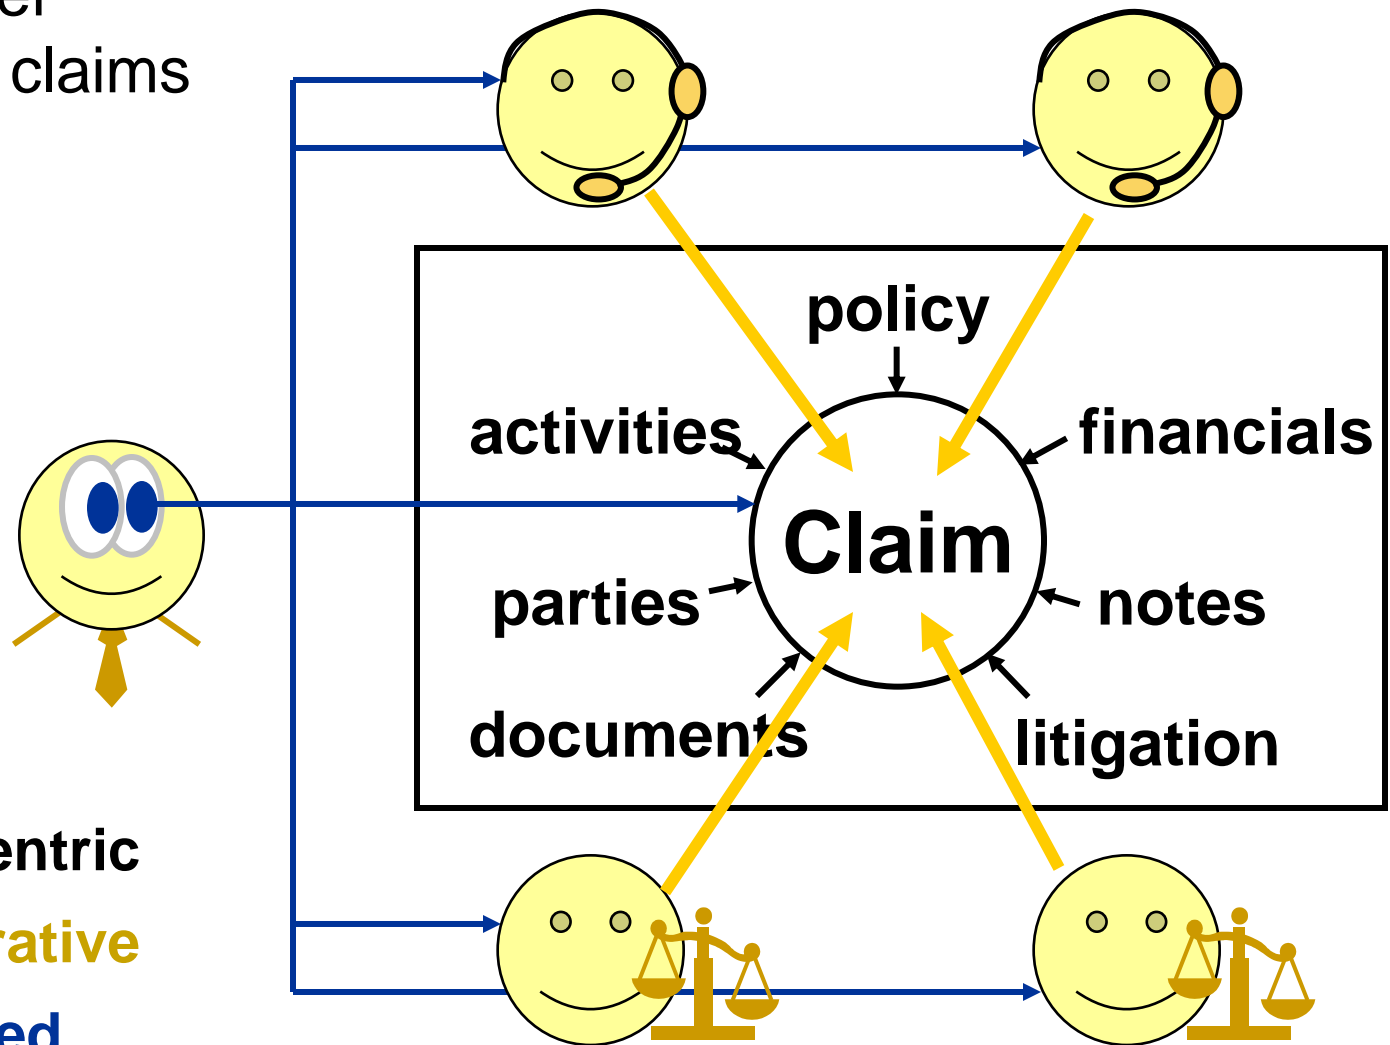 claims
policy
activities
financials
Claim
parties
notes
documents
litigation
entric
rative
ed